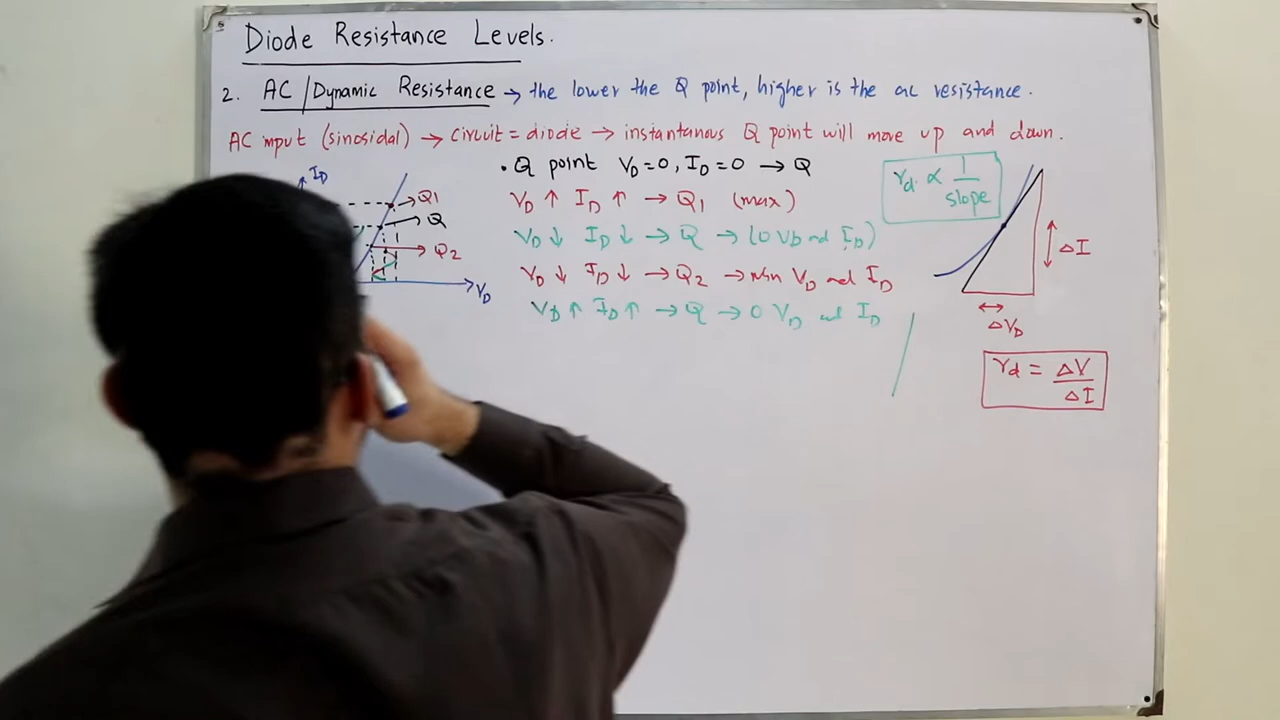 Diode Resistance Levels.
2. AC/Dynamic Resistance → the lower the Q point, higher is the ac resistance.
AC input (sinosidal) → circuit = diode → instantanous Q point will move up and down.
I_D
Q1
Q
Q2
V_D
• Q point V_D=0, I_D=0 → Q
V_D ↑ I_D ↑ → Q_1 (max)
V_D ↓ I_D ↓ → Q → (0 V_D and I_D)
V_D ↓ I_D ↓ → Q_2 → min V_D and I_D
V_D ↑ I_D ↑ → Q → 0 V_D and I_D
r_d ∝ 1/slope
ΔI
ΔV_D
r_d = ΔV/ΔI